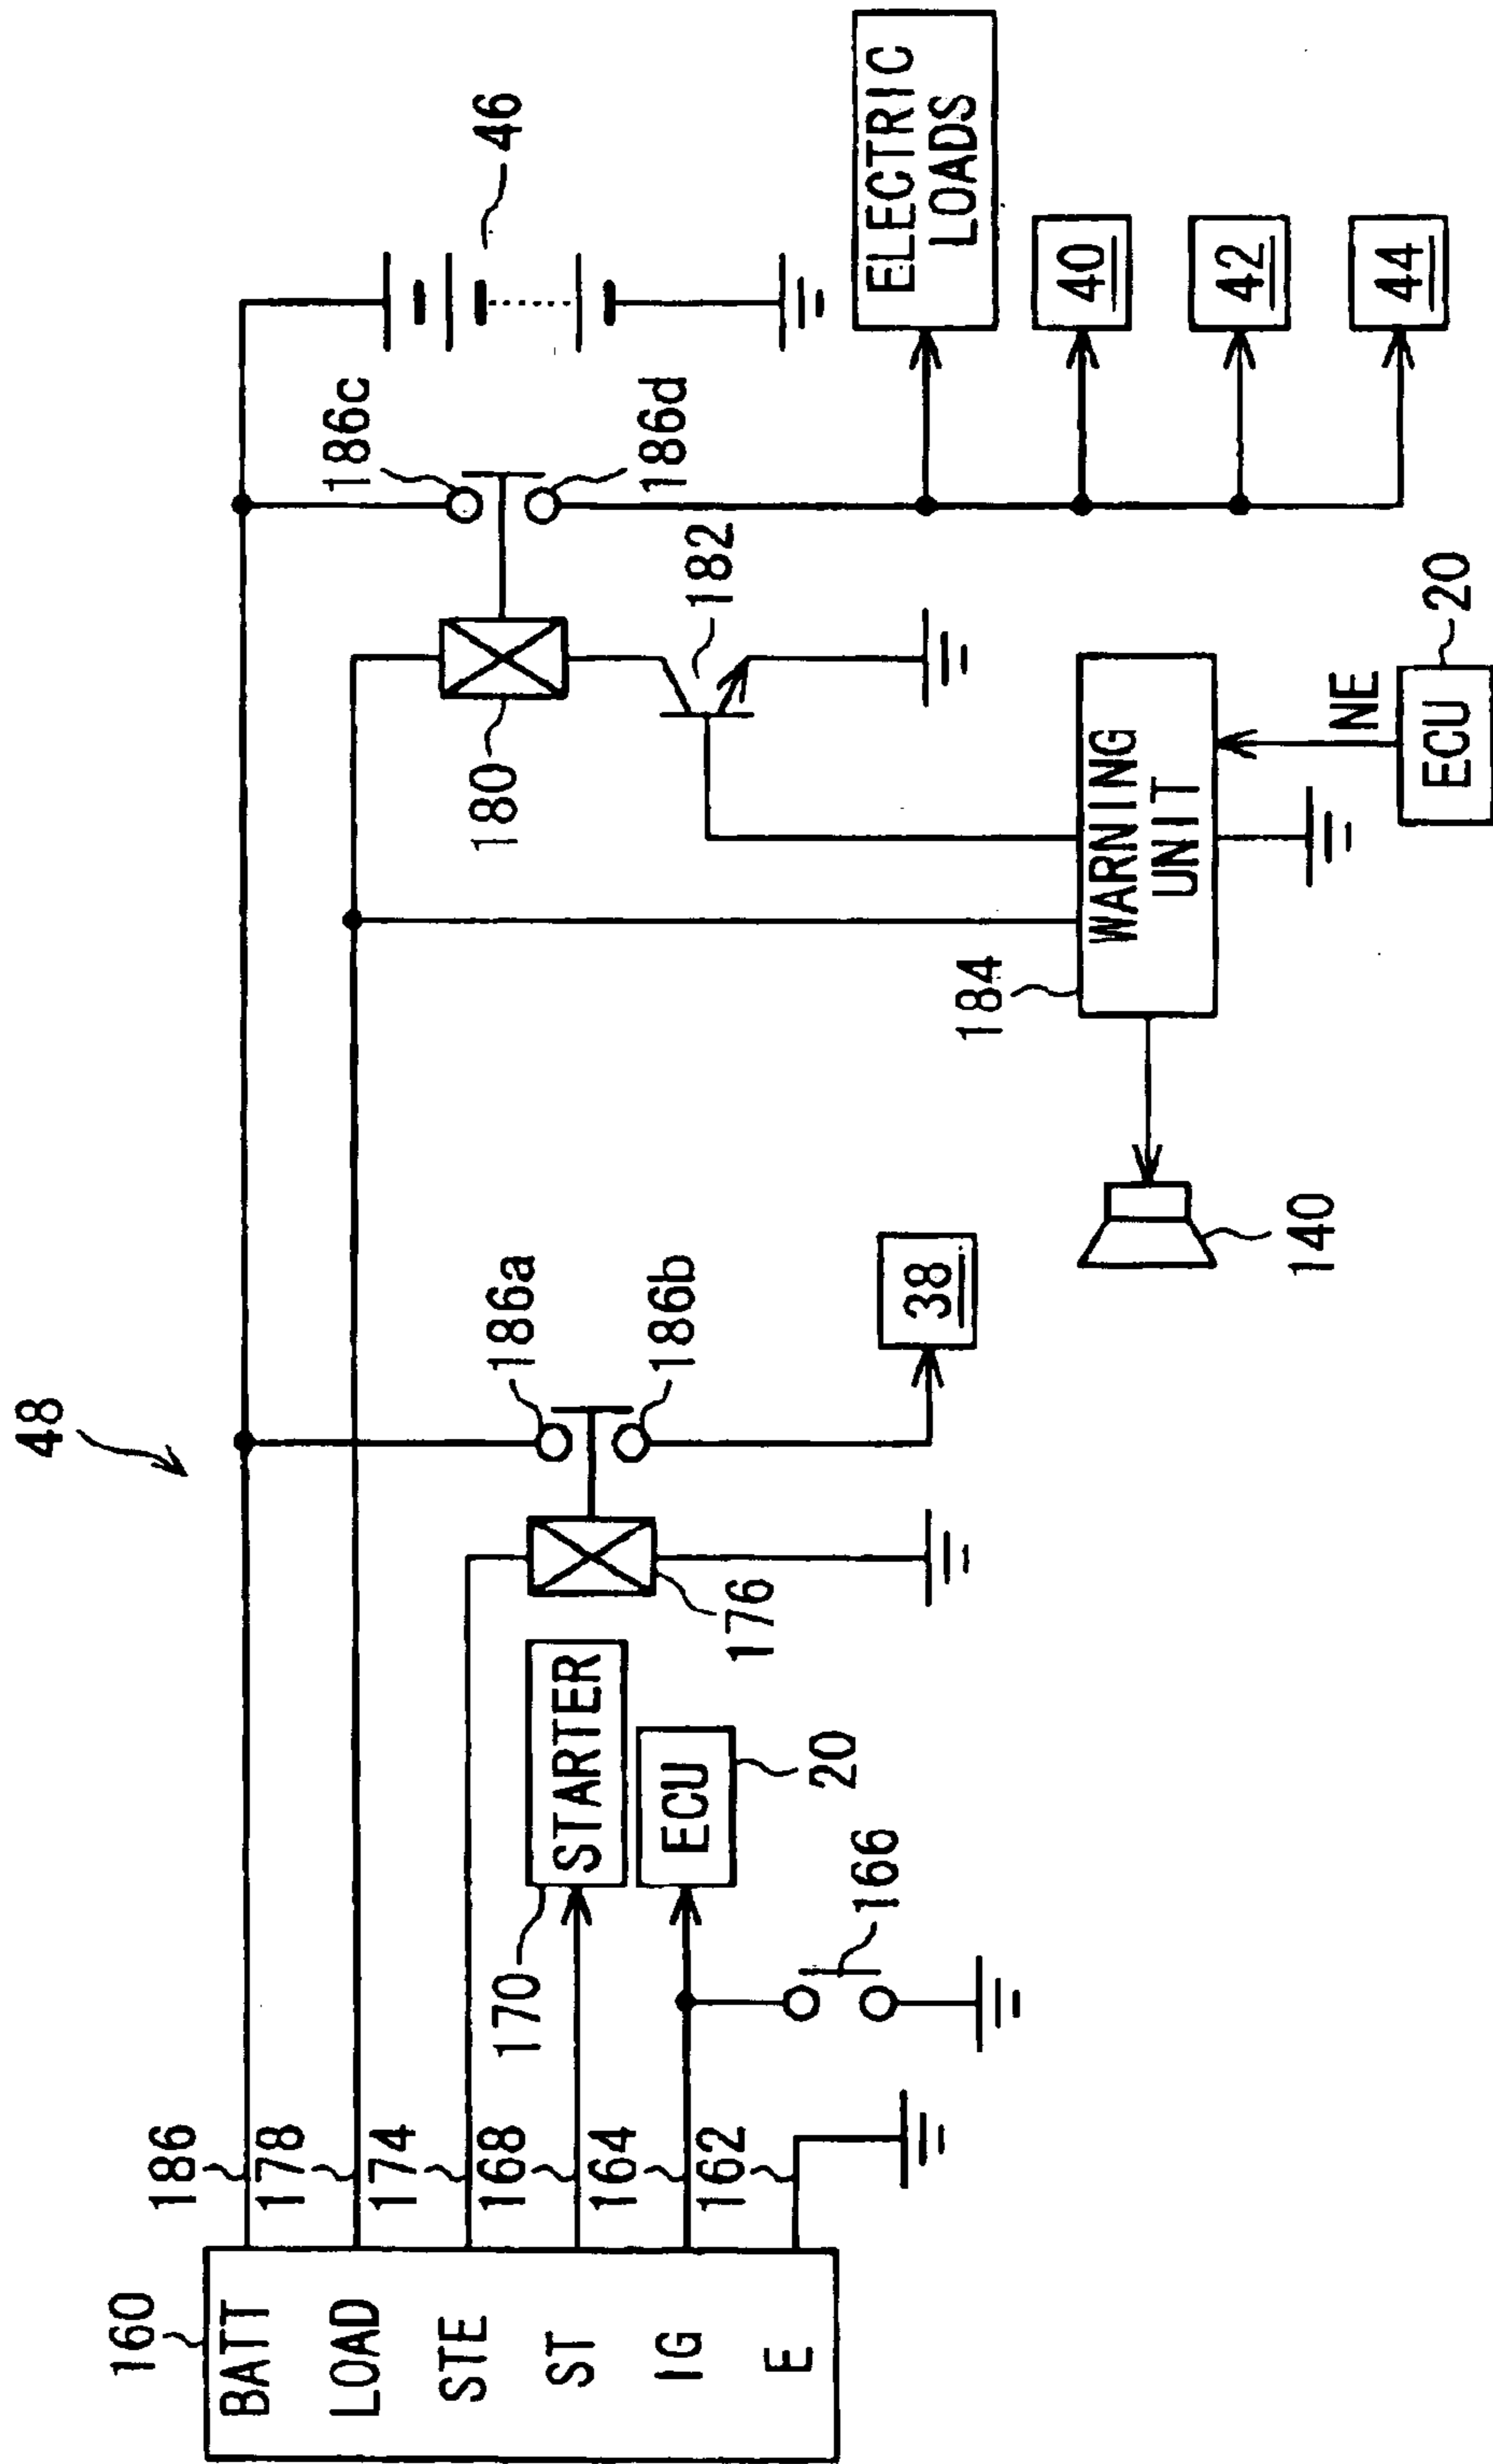 48
160
BATT
LOAD
STE
ST
IG
E
186
178
174
168
164
162
170
STARTER
ECU
20
166
176
186a
186b
38
140
184
WARNING
UNIT
NE
ECU
20
180
182
186c
186d
46
ELECTRIC
LOADS
40
42
44